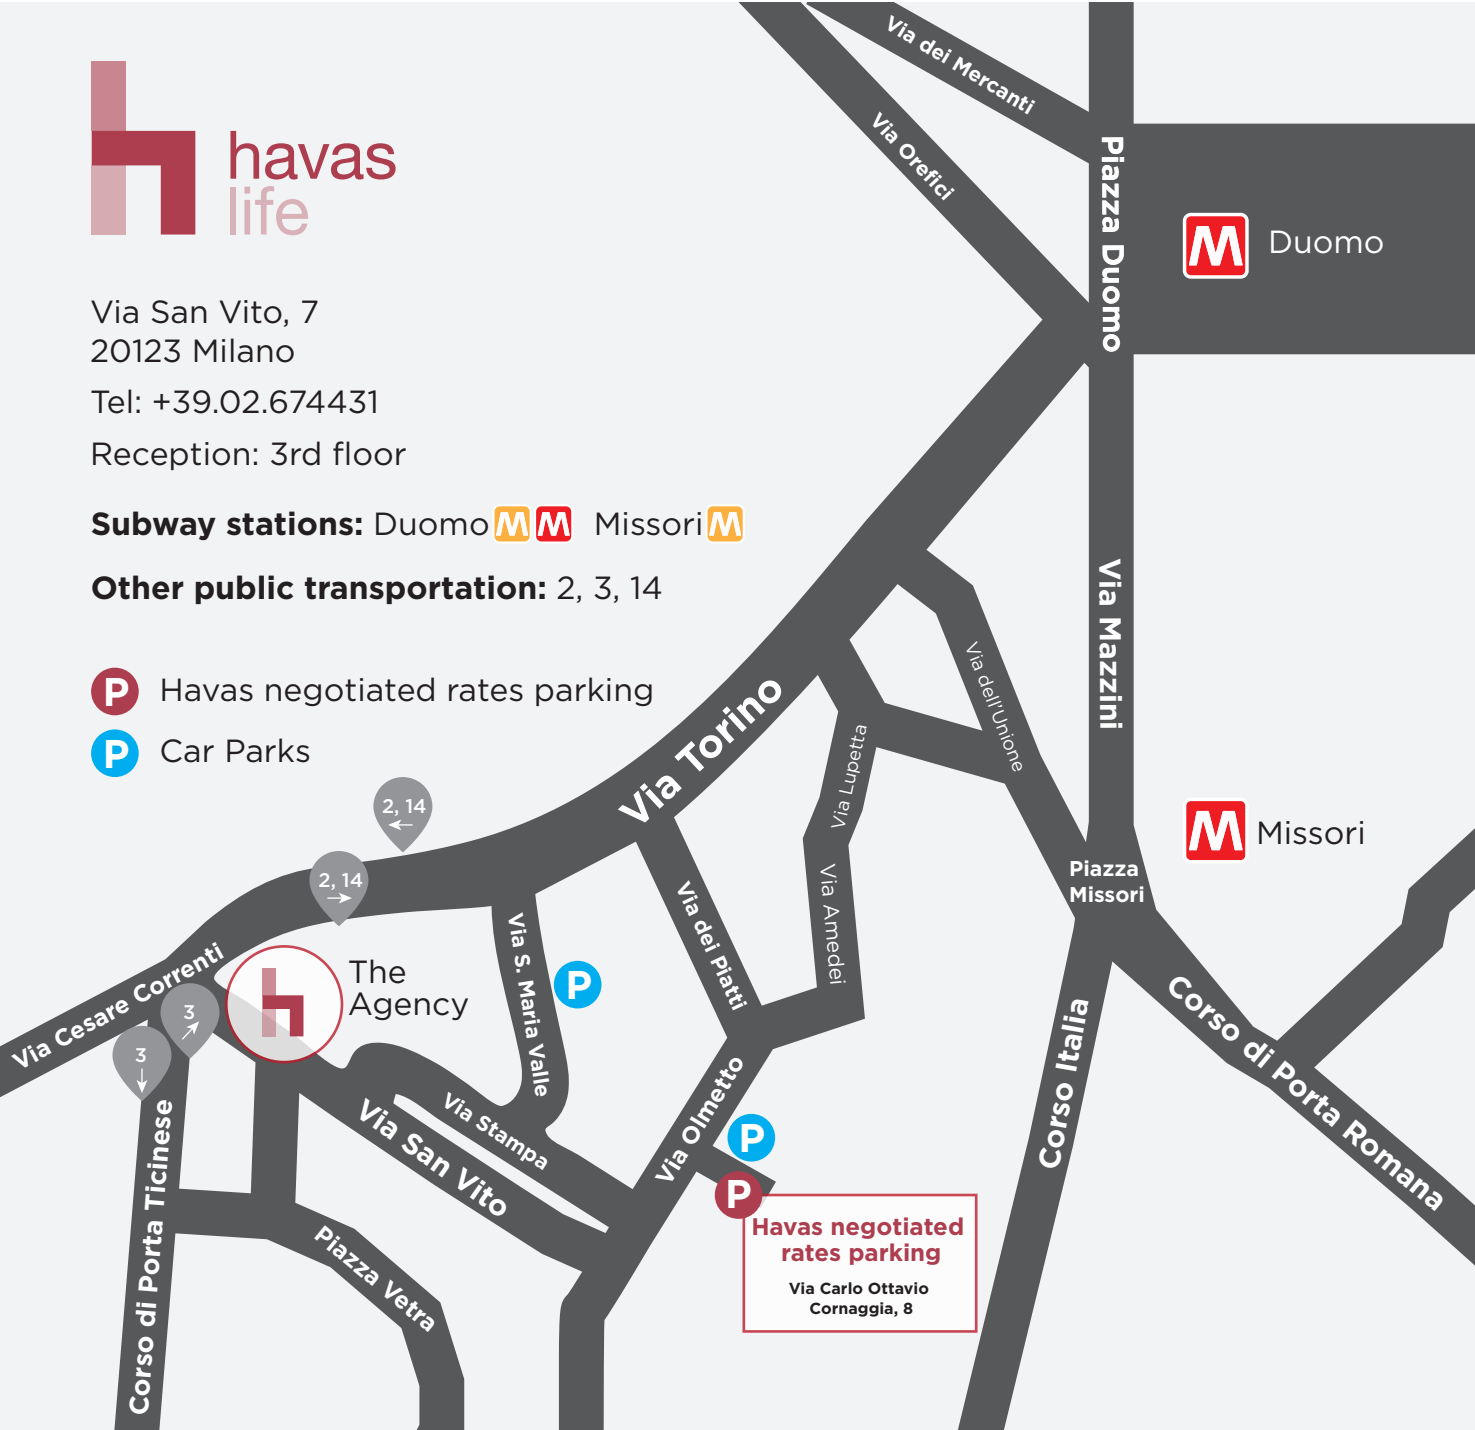 havas
life
Via San Vito, 7
20123 Milano
Tel: +39.02.674431
Reception: 3rd floor
Subway stations: Duomo M M Missori M
Other public transportation: 2, 3, 14
P Havas negotiated rates parking
P Car Parks
Via dei Mercanti
Via Orefici
Piazza Duomo
M Duomo
Via Torino
Via dell'Unione
Via Mazzini
Via Lupetta
2, 14
2, 14
M Missori
Piazza
Missori
Via Amedei
Via dei Piatti
Via S. Maria Valle
P
Via Cesare Correnti
The
Agency
3
3
Corso Italia
Corso di Porta Romana
Via Stampa
Via San Vito
Via Olmetto
P
P
Havas negotiated
rates parking
Via Carlo Ottavio
Cornaggia, 8
Corso di Porta Ticinese
Piazza Vetra